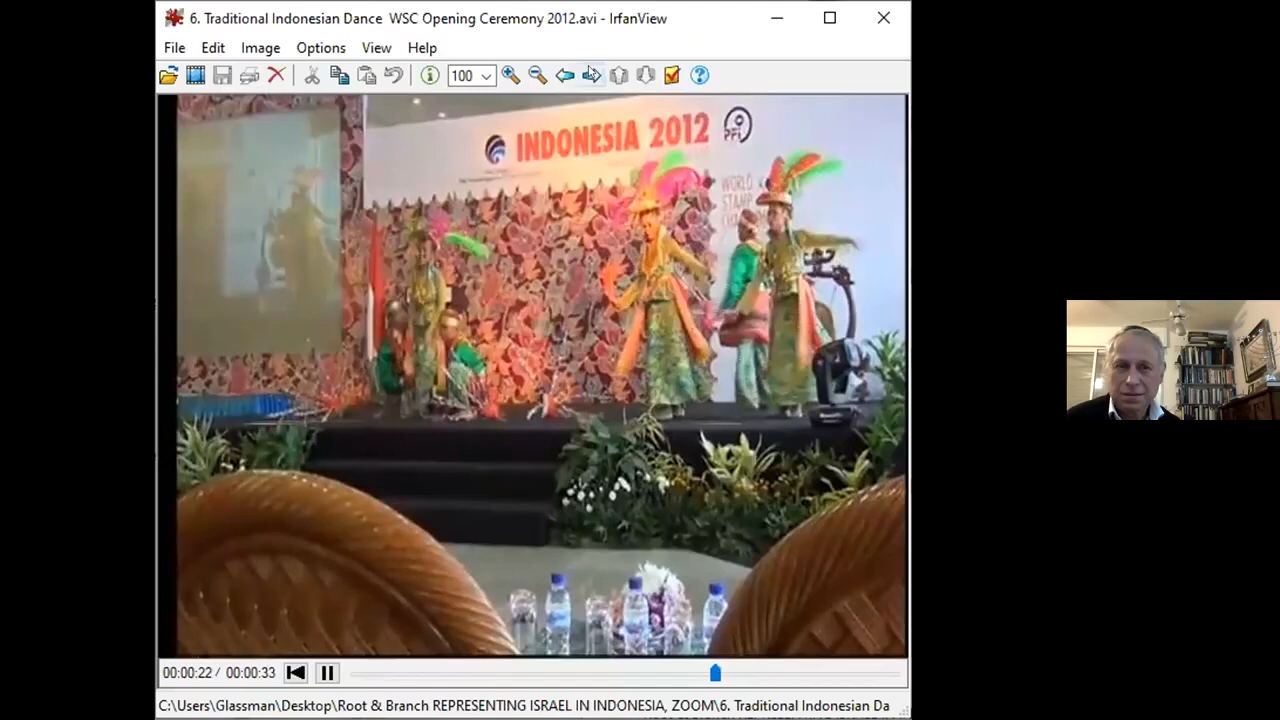 6. Traditional Indonesian Dance  WSC Opening Ceremony 2012.avi - IrfanView
File Edit Image Options View Help
100
INDONESIA 2012
PFI
WORLD
STAMP
00:00:22 / 00:00:33
C:\Users\Glassman\Desktop\Root & Branch REPRESENTING ISRAEL IN INDONESIA, ZOOM\6. Traditional Indonesian Da